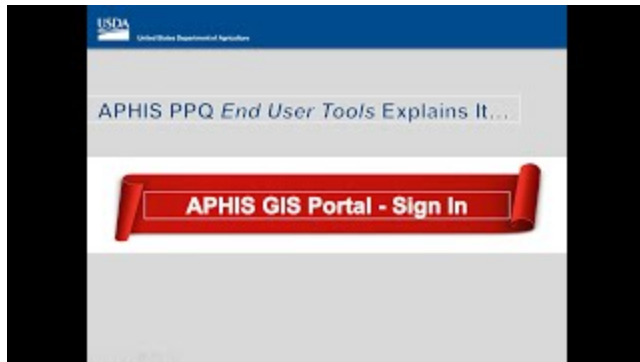 USDA
United States Department of Agriculture
APHIS PPQ End User Tools Explains It...
APHIS GIS Portal - Sign In